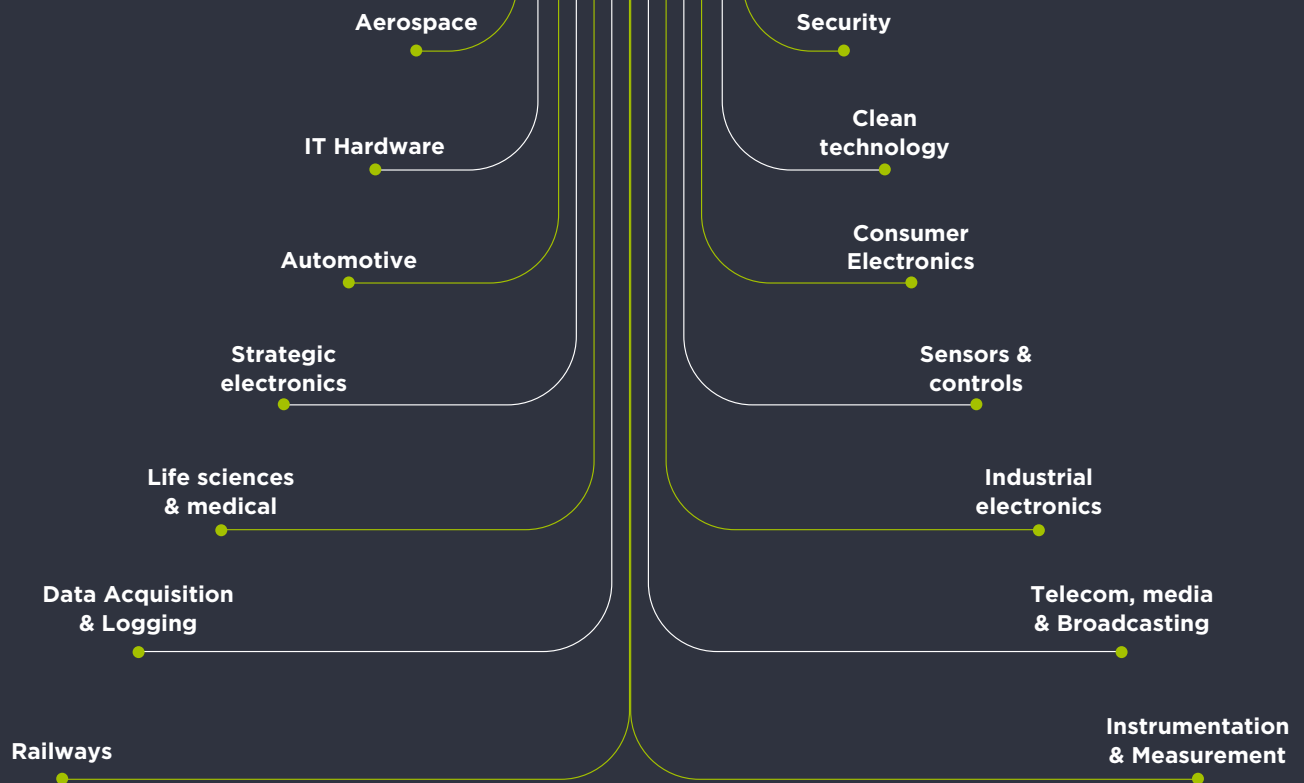 Aerospace
Security
IT Hardware
Clean
technology
Automotive
Consumer
Electronics
Strategic
electronics
Sensors &
controls
Life sciences
& medical
Industrial
electronics
Data Acquisition
& Logging
Telecom, media
& Broadcasting
Railways
Instrumentation
& Measurement